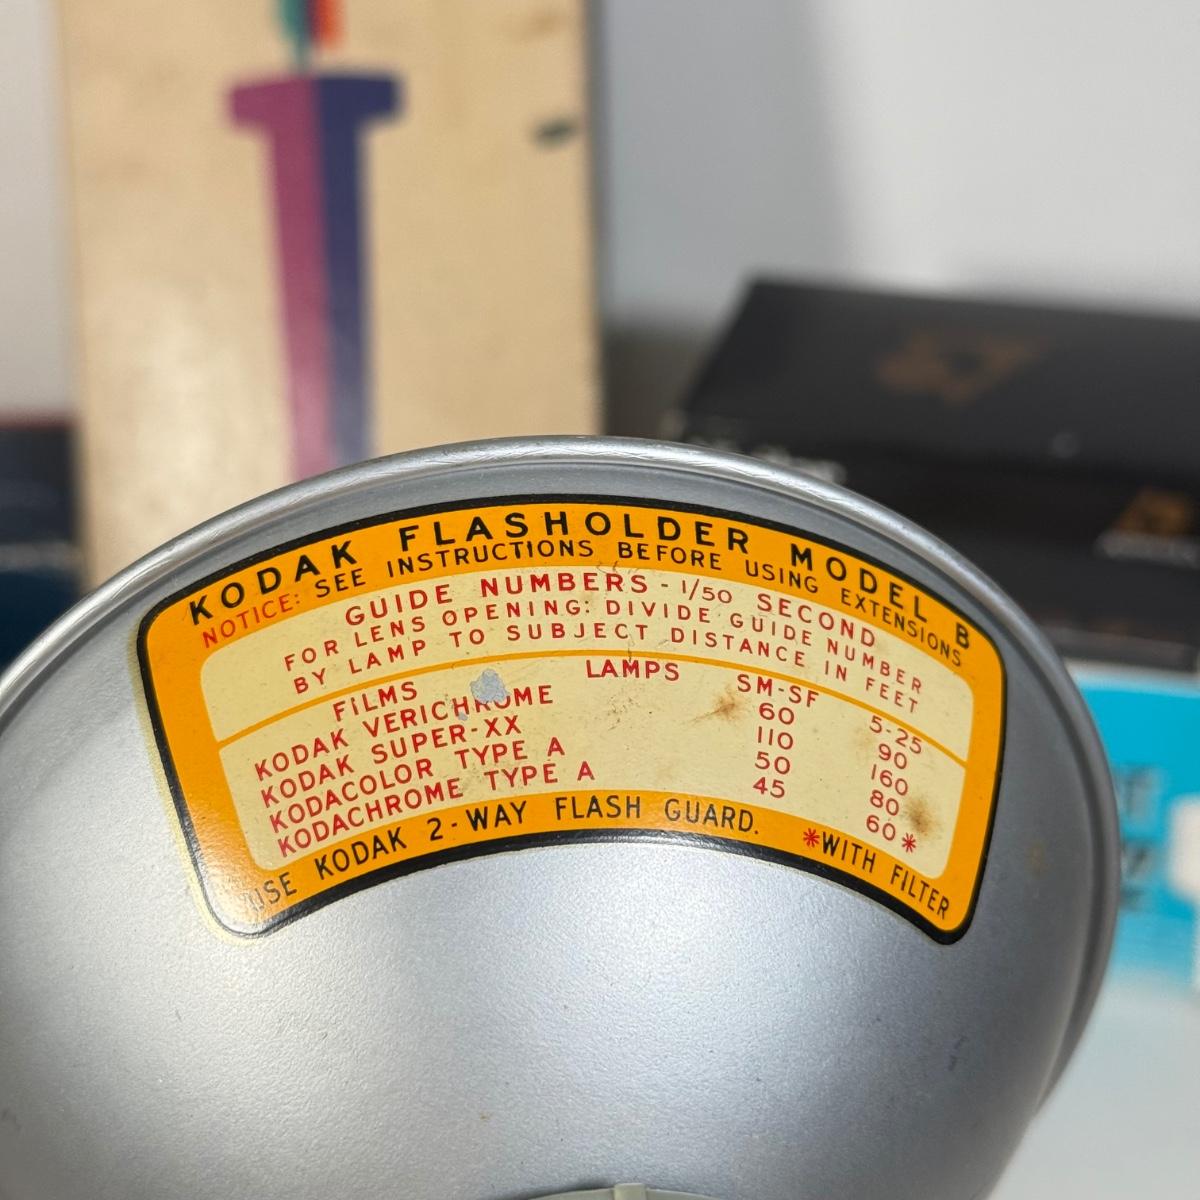 KODAK FLASHOLDER MODEL B
NOTICE: SEE INSTRUCTIONS BEFORE USING EXTENSIONS
GUIDE NUMBERS - 1/50 SECOND
FOR LENS OPENING: DIVIDE GUIDE NUMBER
BY LAMP TO SUBJECT DISTANCE IN FEET
FILMS LAMPS SM-SF 5-25
KODAK VERICHROME 60 90
KODAK SUPER-XX 110 160
KODACOLOR TYPE A 50 80
KODACHROME TYPE A 45 60*
USE KODAK 2-WAY FLASH GUARD. *WITH FILTER